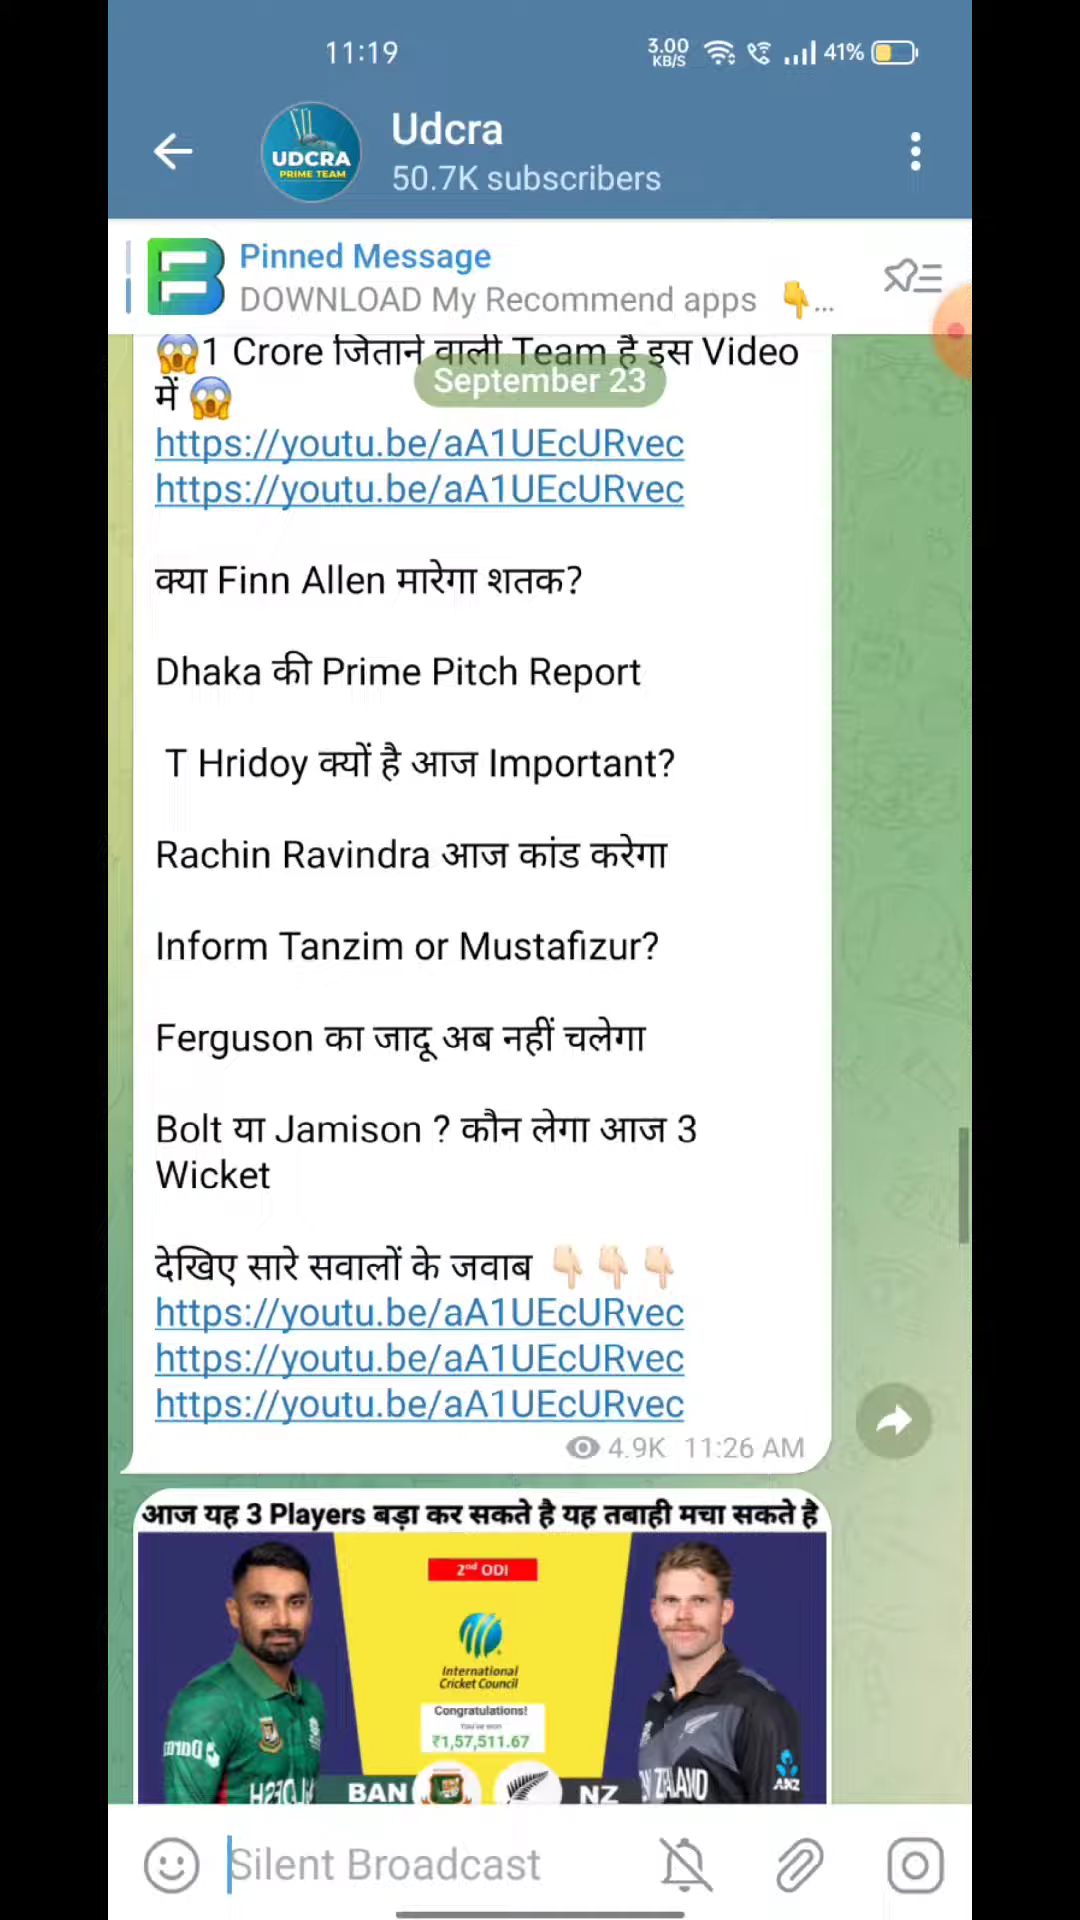 11:19
3.00 KB/S
41%
UDCRA
PRIME TEAM
Udcra
50.7K subscribers
Pinned Message
DOWNLOAD My Recommend apps 👇...
😱1 Crore जिताने वाली Team है इस Video
में 😱
September 23
https://youtu.be/aA1UEcURvec
https://youtu.be/aA1UEcURvec
क्या Finn Allen मारेगा शतक?
Dhaka की Prime Pitch Report
T Hridoy क्यों है आज Important?
Rachin Ravindra आज कांड करेगा
Inform Tanzim or Mustafizur?
Ferguson का जादू अब नहीं चलेगा
Bolt या Jamison ? कौन लेगा आज 3
Wicket
देखिए सारे सवालों के जवाब 👇🏻👇🏻👇🏻
https://youtu.be/aA1UEcURvec
https://youtu.be/aA1UEcURvec
https://youtu.be/aA1UEcURvec
4.9K 11:26 AM
आज यह 3 Players बड़ा कर सकते है यह तबाही मचा सकते है
2nd ODI
International
Cricket Council
Congratulations!
You've won
₹1,57,511.67
BAN
NZ
ANZ
Silent Broadcast